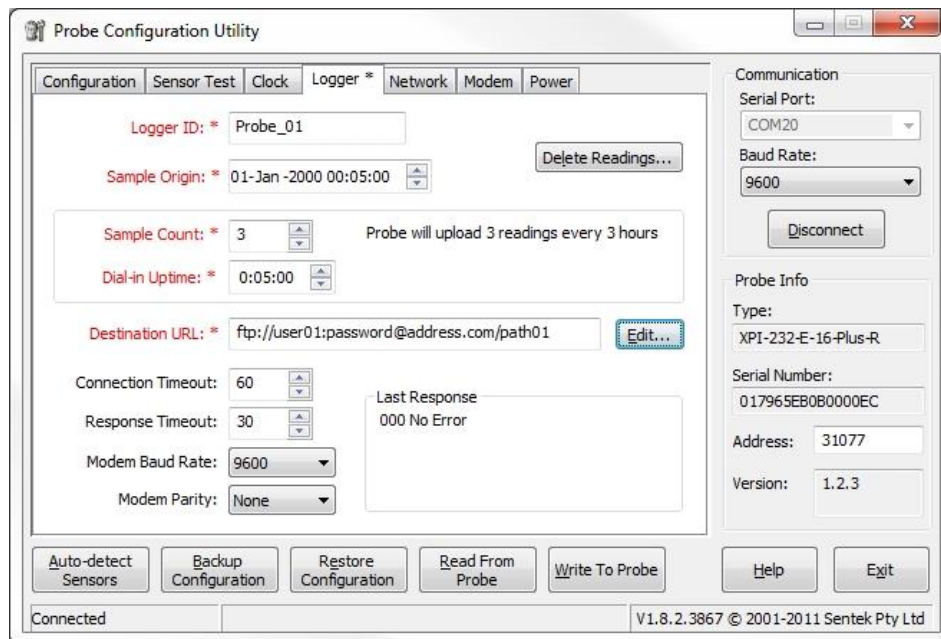 Probe Configuration Utility
Configuration Sensor Test Clock Logger * Network Modem Power
Logger ID: * Probe_01
Delete Readings...
Sample Origin: * 01-Jan -2000 00:05:00
Sample Count: * 3 Probe will upload 3 readings every 3 hours
Dial-in Uptime: * 0:05:00
Destination URL: * ftp://user01:password@address.com/path01 Edit...
Connection Timeout: 60
Response Timeout: 30
Modem Baud Rate: 9600
Modem Parity: None
Last Response
000 No Error
Communication
Serial Port:
COM20
Baud Rate:
9600
Disconnect
Probe Info
Type:
XPI-232-E-16-Plus-R
Serial Number:
017965EB0B0000EC
Address: 31077
Version: 1.2.3
Auto-detect
Sensors
Backup
Configuration
Restore
Configuration
Read From
Probe
Write To Probe
Help
Exit
Connected
V1.8.2.3867 © 2001-2011 Sentek Pty Ltd